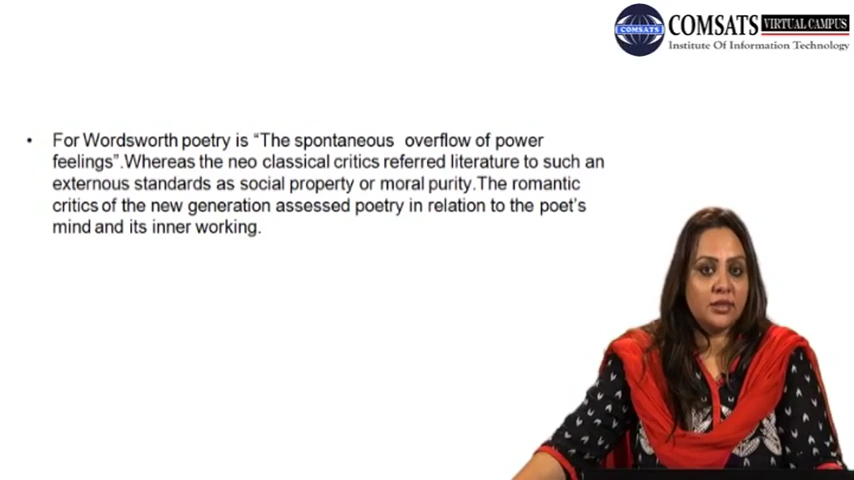 COMSATS VIRTUAL CAMPUS
COMSATS
Institute Of Information Technology
• For Wordsworth poetry is “The spontaneous overflow of power
feelings”.Whereas the neo classical critics referred literature to such an
externous standards as social property or moral purity.The romantic
critics of the new generation assessed poetry in relation to the poet’s
mind and its inner working.